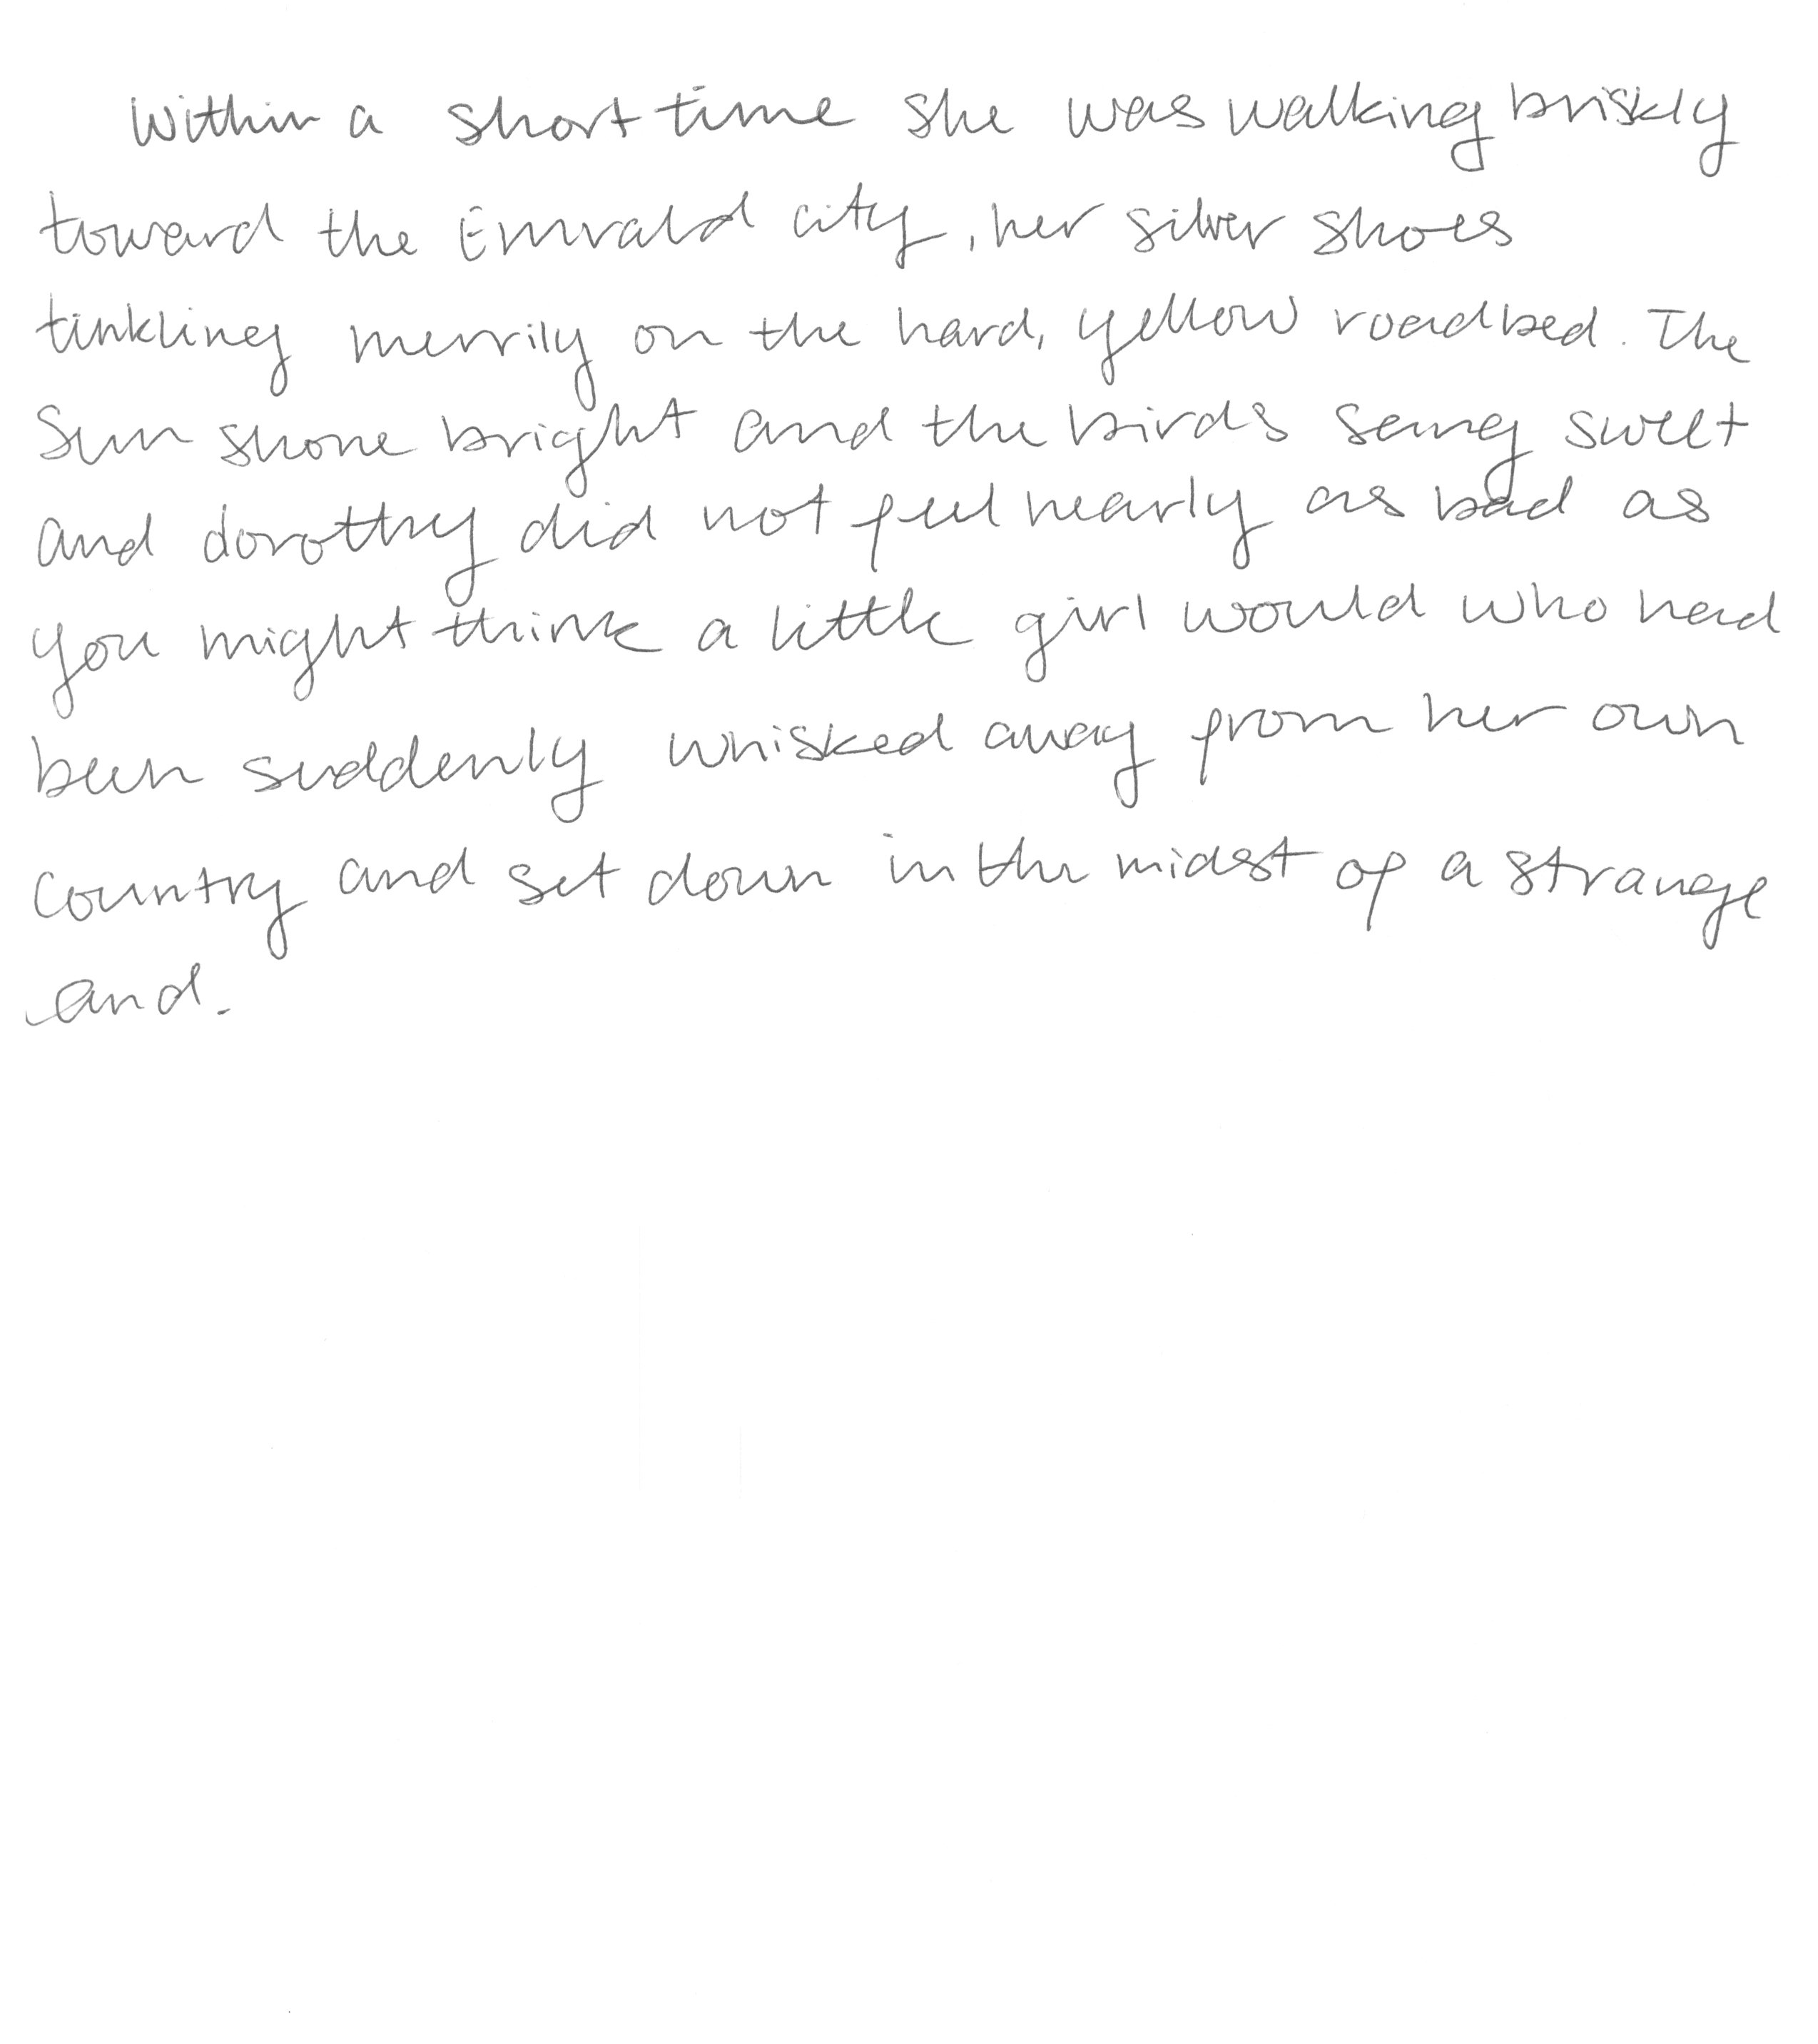 Within a short time she was walking briskly
toward the Emrald city, her silver shoes
tinkling merrily on the hard, yellow roadbed. The
Sun shone bright and the birds sang sweet
and dorothy did not feel nearly as bad as
you might think a little girl would who had
been suddenly whisked away from her own
country and set down in the midst of a strange
and.